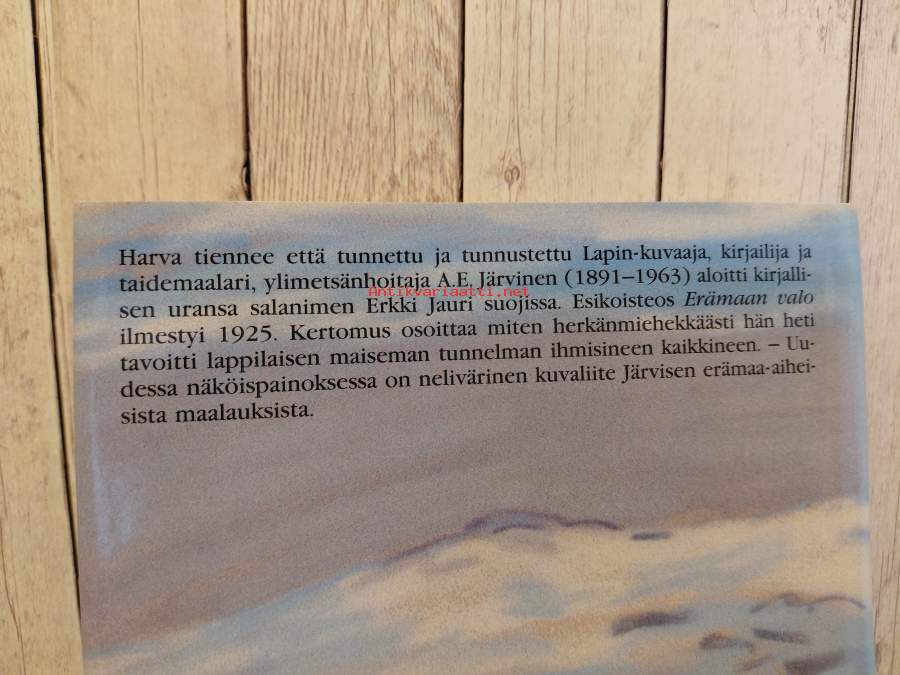 Harva tiennee että tunnettu ja tunnustettu Lapin-kuvaaja, kirjailija ja
taidemaalari, ylimetsänhoitaja A.E. Järvinen (1891–1963) aloitti kirjalli-
Antikvariaatti.net
sen uransa salanimen Erkki Jauri suojissa. Esikoisteos Erämaan valo
ilmestyi 1925. Kertomus osoittaa miten herkänmiehekkäästi hän heti
tavoitti lappilaisen maiseman tunnelman ihmisineen kaikkineen. – Uu-
dessa näköispainoksessa on nelivärinen kuvaliite Järvisen erämaa-aihei-
sista maalauksista.